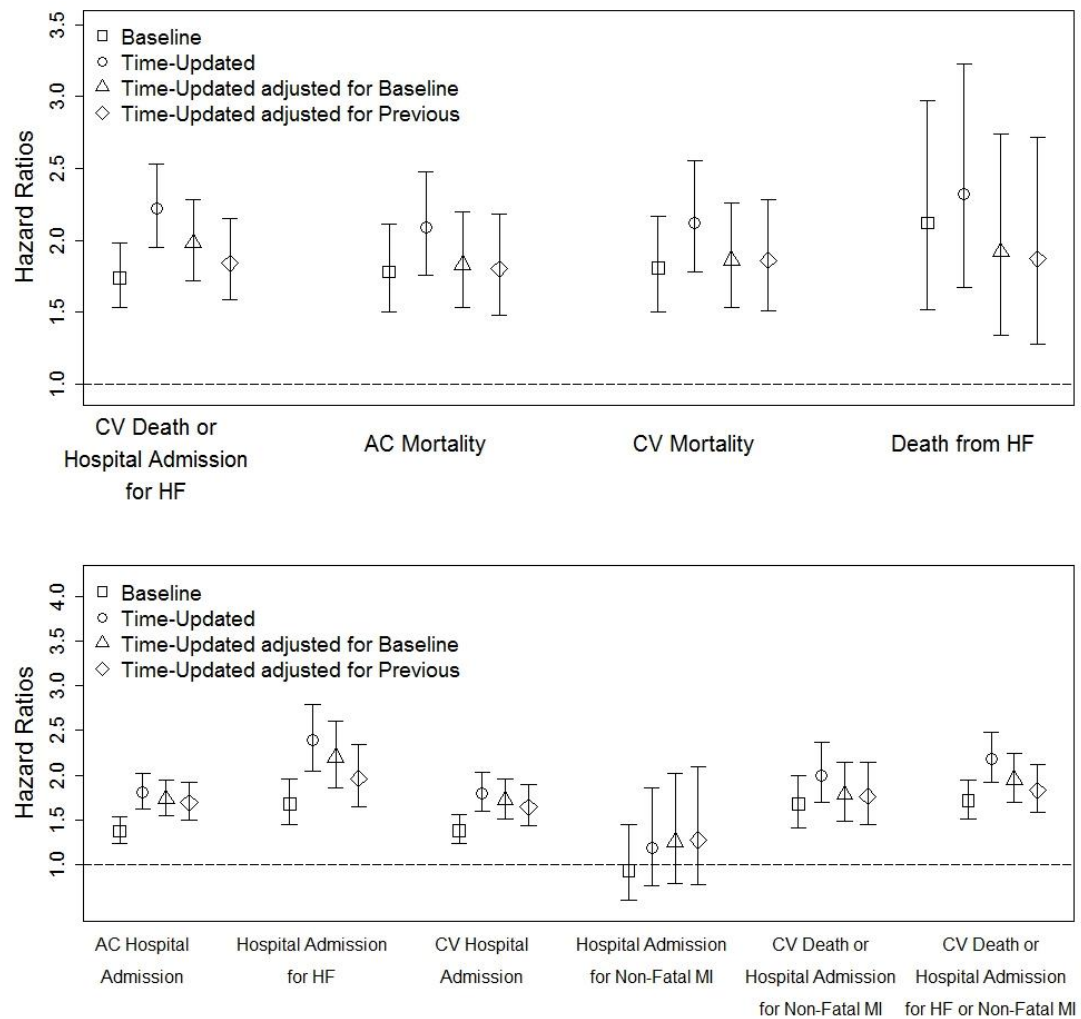 3.5
3.0
2.5
2.0
1.5
1.0
Hazard Ratios
Baseline
Time-Updated
Time-Updated adjusted for Baseline
Time-Updated adjusted for Previous
CV Death or
Hospital Admission
for HF
AC Mortality
CV Mortality
Death from HF
4.0
3.5
3.0
2.5
2.0
1.5
1.0
Hazard Ratios
Baseline
Time-Updated
Time-Updated adjusted for Baseline
Time-Updated adjusted for Previous
AC Hospital
Admission
Hospital Admission
for HF
CV Hospital
Admission
Hospital Admission
for Non-Fatal MI
CV Death or
Hospital Admission
for Non-Fatal MI
CV Death or
Hospital Admission
for HF or Non-Fatal MI